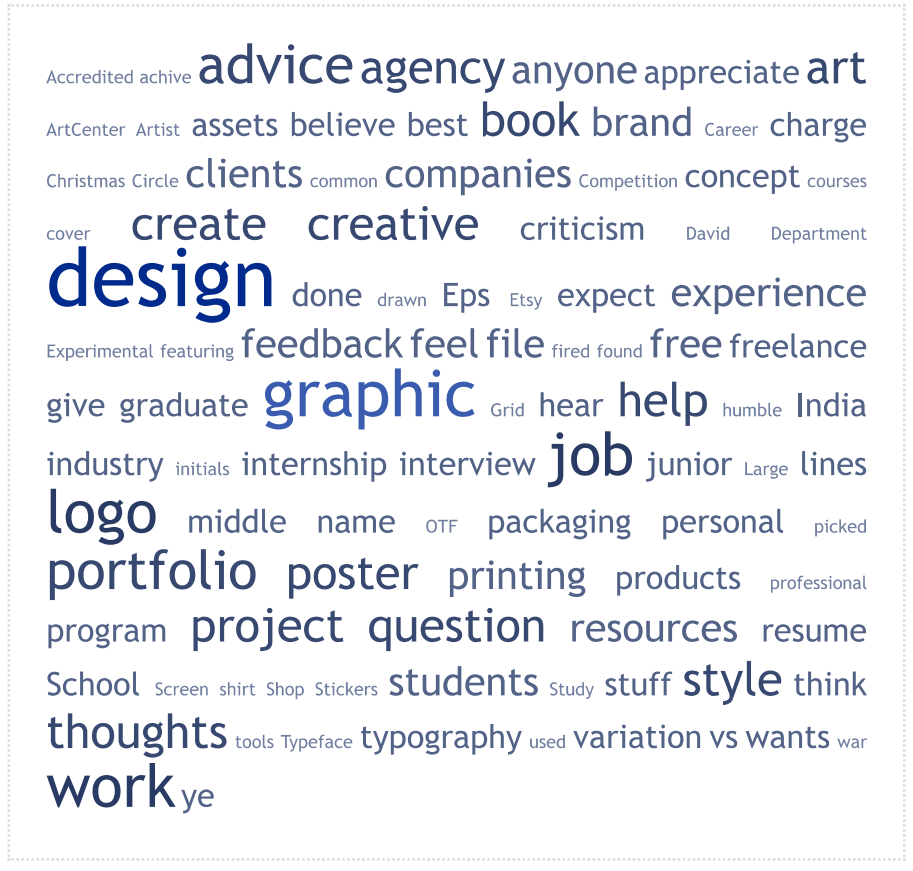 Accredited achive advice agency anyone appreciate art
ArtCenter Artist assets believe best book brand Career charge
Christmas Circle clients common companies Competition concept courses
cover create creative criticism David Department
design done drawn Eps Etsy expect experience
Experimental featuring feedback feel file fired found free freelance
give graduate graphic Grid hear help humble India
industry initials internship interview job junior Large lines
logo middle name OTF packaging personal picked
portfolio poster printing products professional
program project question resources resume
School Screen shirt Shop Stickers students Study stuff style think
thoughts tools Typeface typography used variation vs wants war
work ye